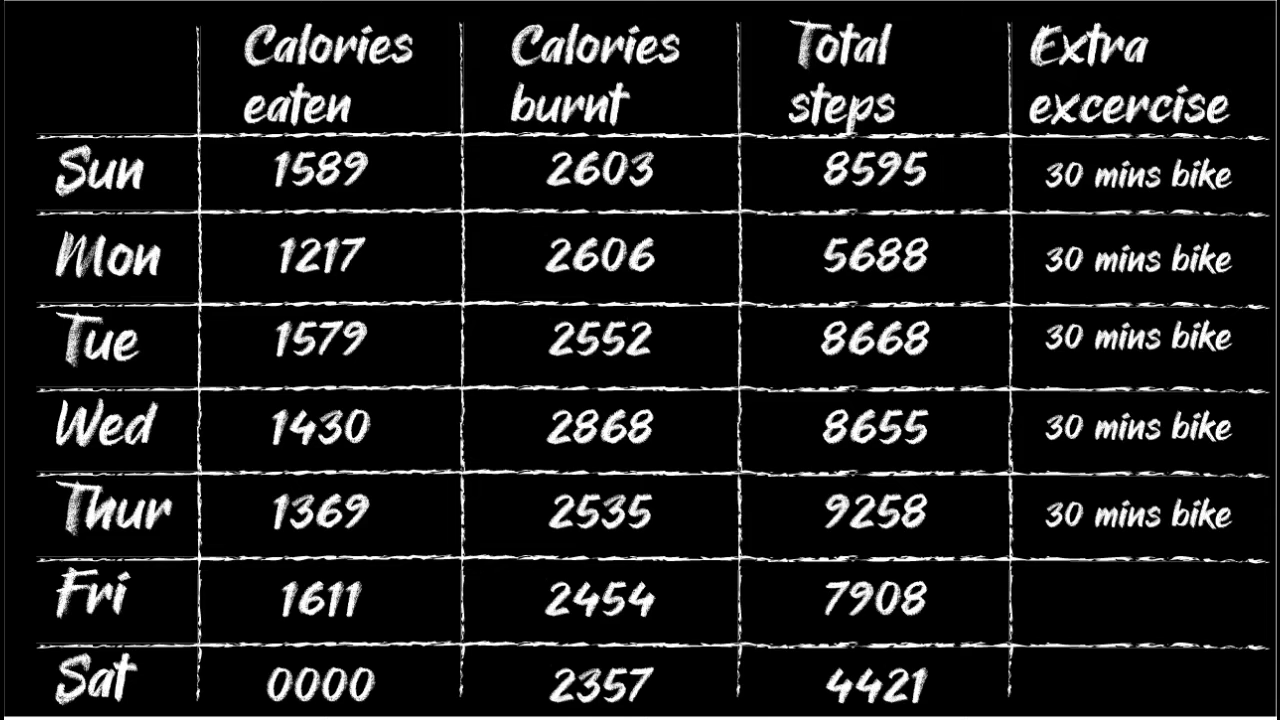 Calories eaten Calories burnt Total steps Extra excercise
Sun 1589 2603 8595 30 mins bike
Mon 1217 2606 5688 30 mins bike
Tue 1579 2552 8668 30 mins bike
Wed 1430 2868 8655 30 mins bike
Thur 1369 2535 9258 30 mins bike
Fri 1611 2454 7908
Sat 0000 2357 4421